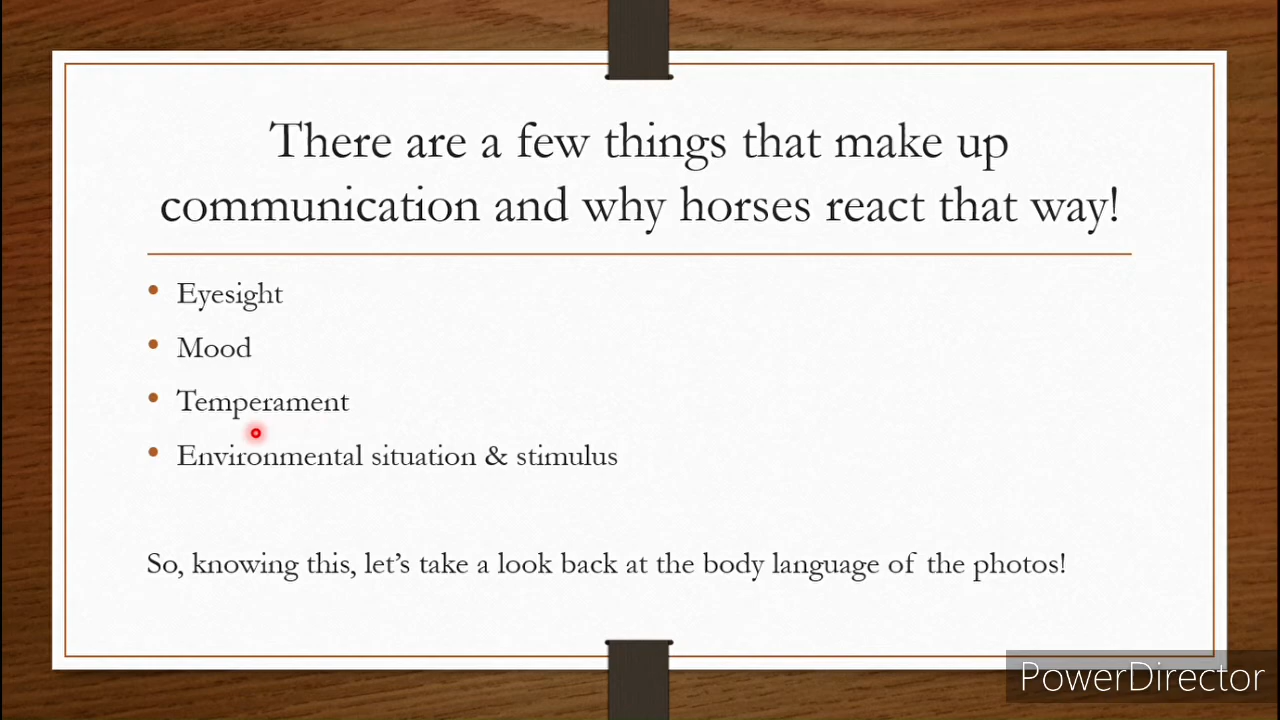 There are a few things that make up
communication and why horses react that way!
• Eyesight
• Mood
• Temperament
• Environmental situation & stimulus
So, knowing this, let’s take a look back at the body language of the photos!
PowerDirector